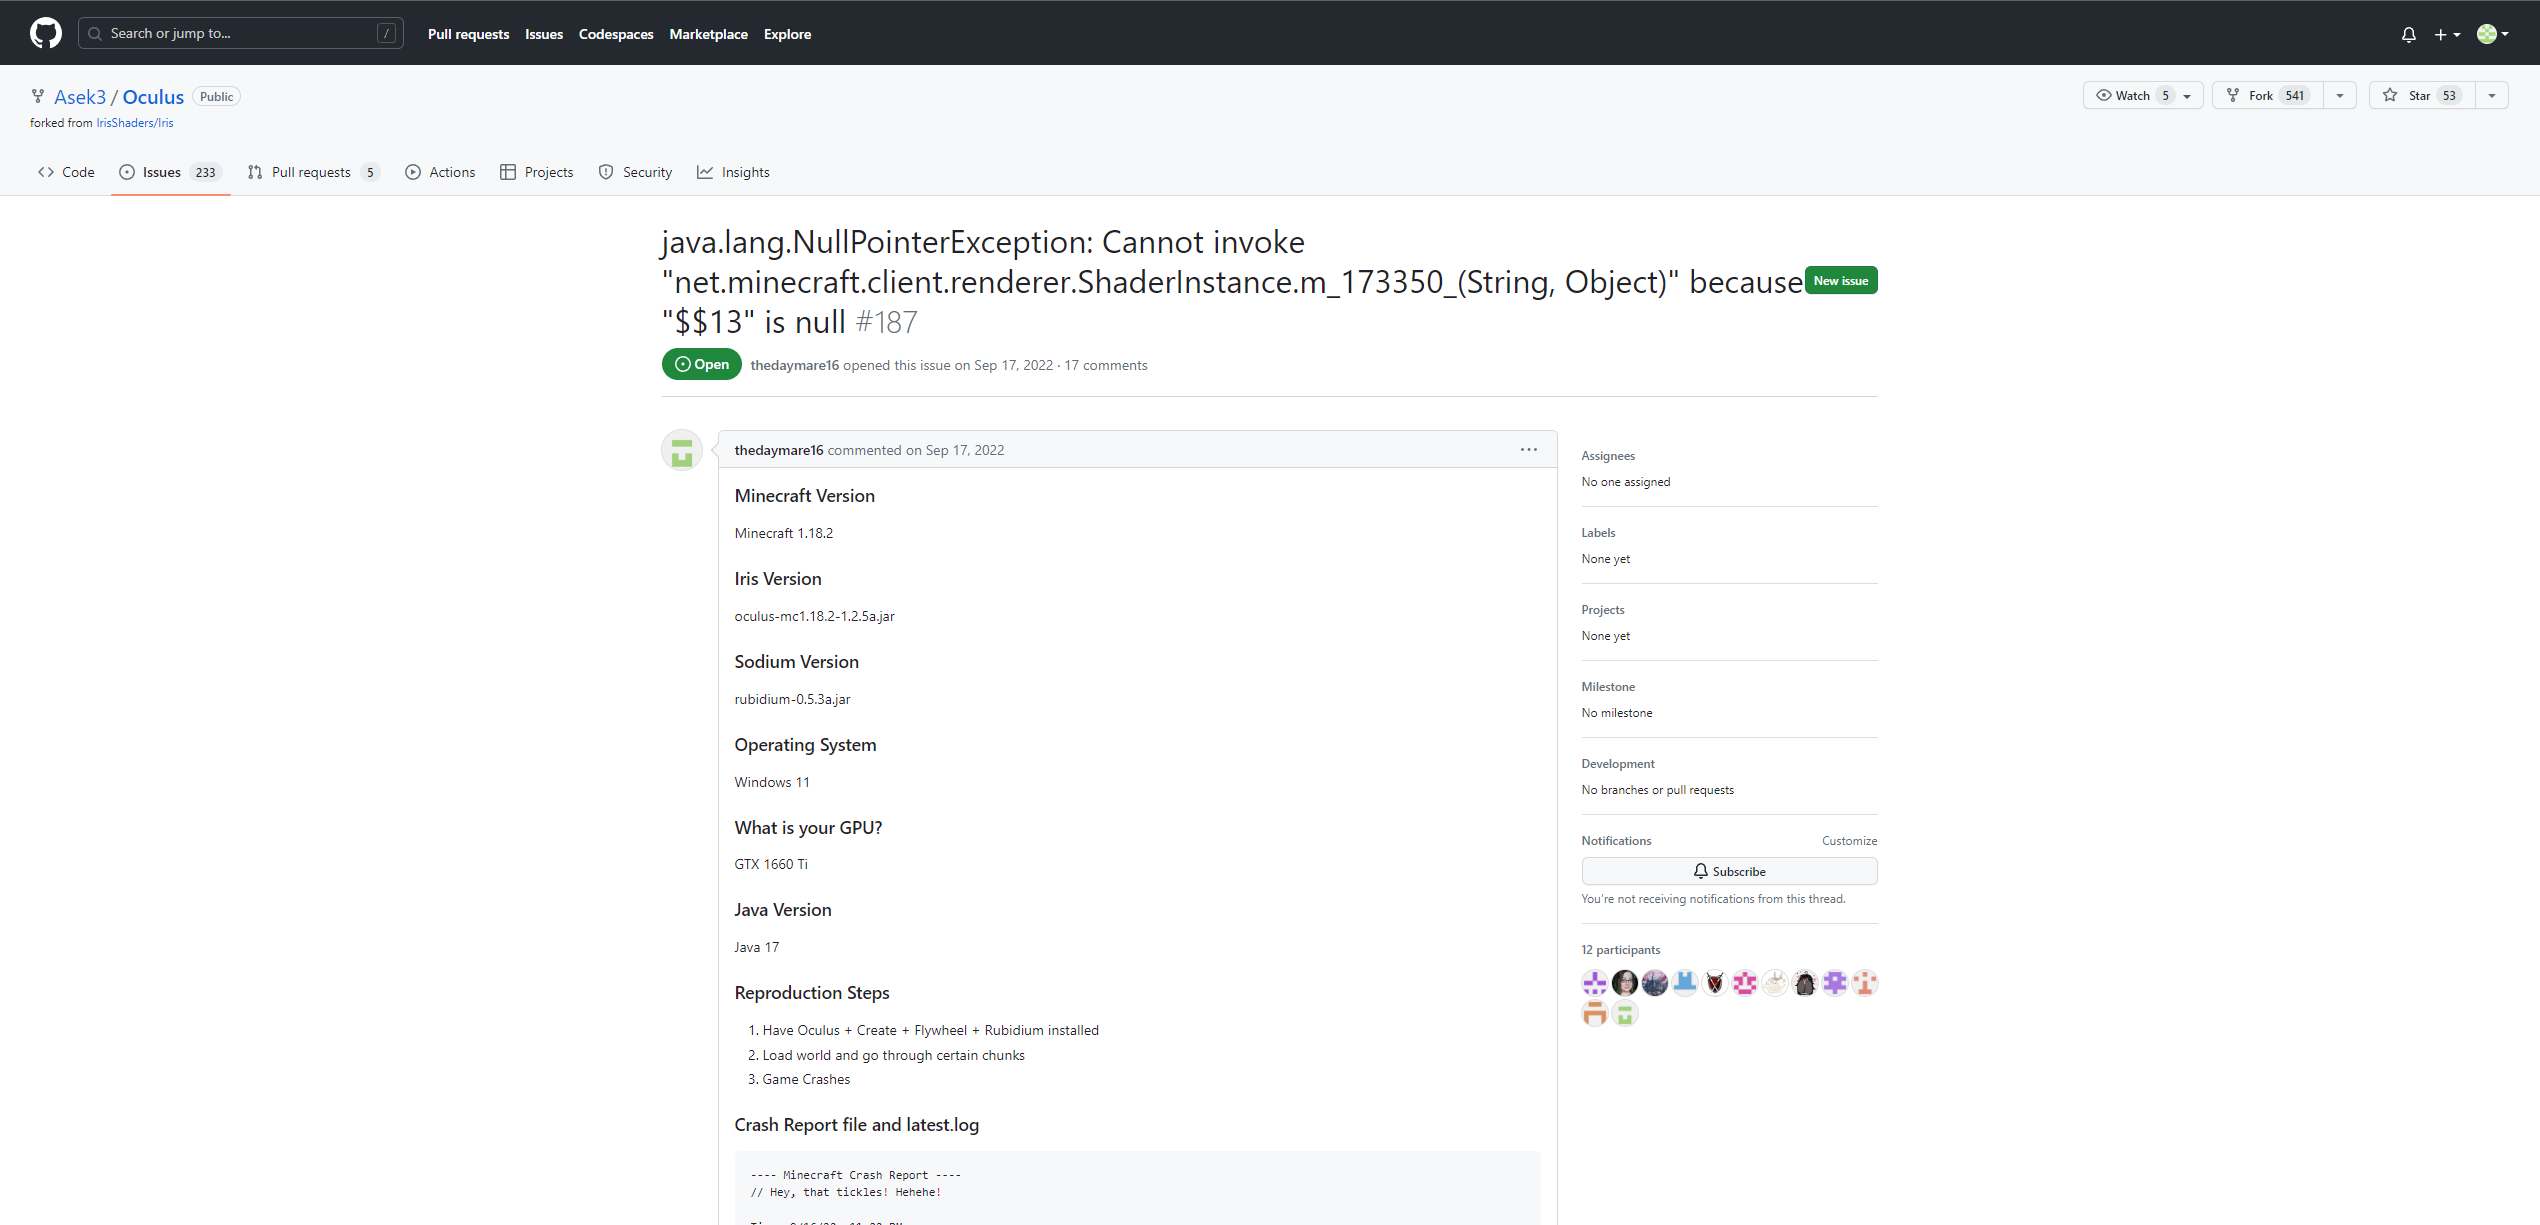 Search or jump to... /
Pull requests Issues Codespaces Marketplace Explore
Asek3 / Oculus Public
forked from IrisShaders/Iris
Watch 5 Fork 541 Star 53
Code Issues 233 Pull requests 5 Actions Projects Security Insights
java.lang.NullPointerException: Cannot invoke
"net.minecraft.client.renderer.ShaderInstance.m_173350_(String, Object)" because
"$$13" is null #187
New issue
Open thedaymare16 opened this issue on Sep 17, 2022 · 17 comments
thedaymare16 commented on Sep 17, 2022
Minecraft Version
Minecraft 1.18.2
Iris Version
oculus-mc1.18.2-1.2.5a.jar
Sodium Version
rubidium-0.5.3a.jar
Operating System
Windows 11
What is your GPU?
GTX 1660 Ti
Java Version
Java 17
Reproduction Steps
1. Have Oculus + Create + Flywheel + Rubidium installed
2. Load world and go through certain chunks
3. Game Crashes
Crash Report file and latest.log
---- Minecraft Crash Report ----
// Hey, that tickles! Hehehe!
Assignees
No one assigned
Labels
None yet
Projects
None yet
Milestone
No milestone
Development
No branches or pull requests
Notifications Customize
Subscribe
You're not receiving notifications from this thread.
12 participants